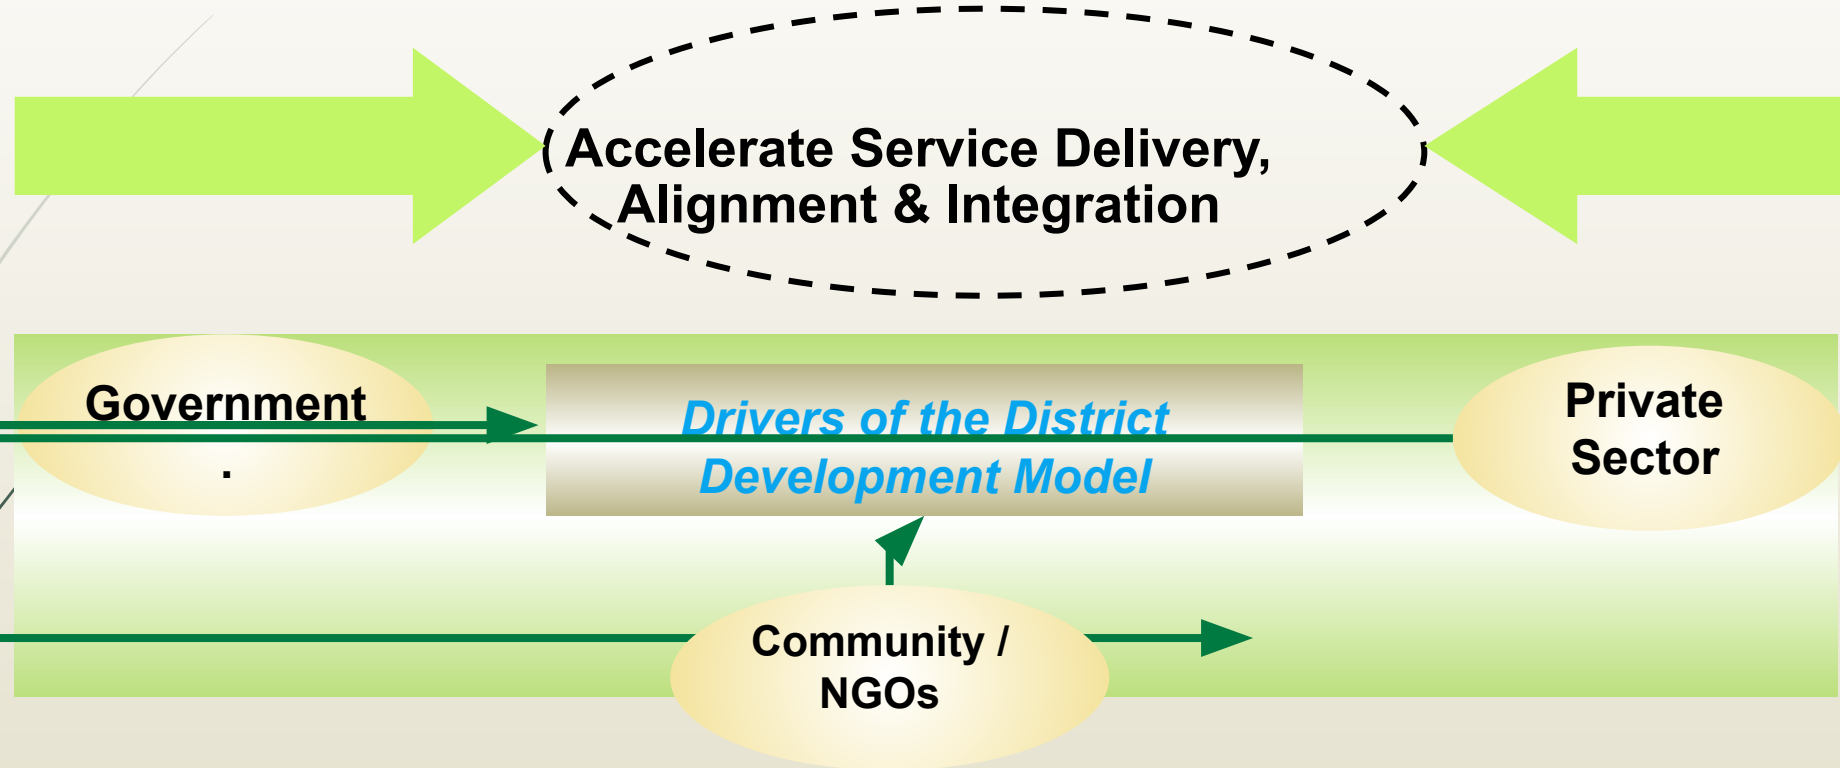 Accelerate Service Delivery,
Alignment & Integration
Government
.
Drivers of the District
Development Model
Private
Sector
Community /
NGOs